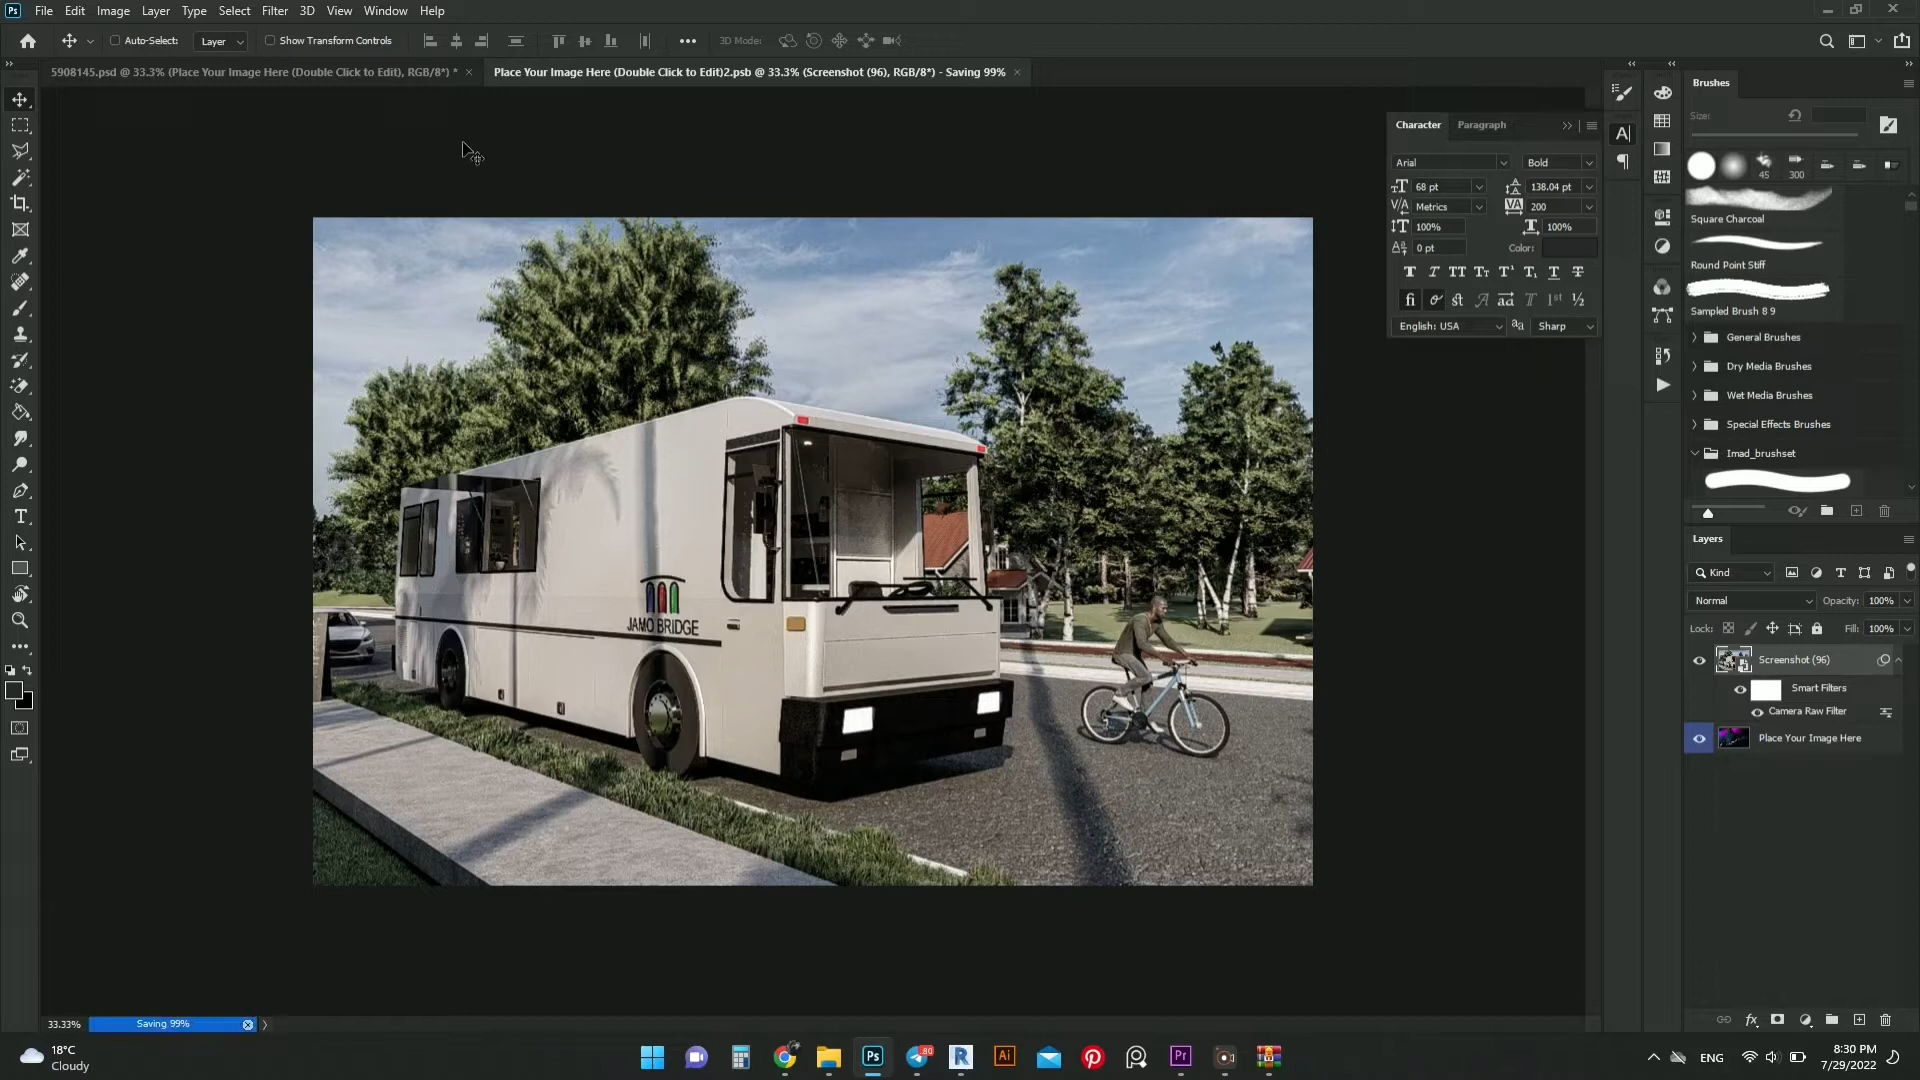 Ps File Edit Image Layer Type Select Filter 3D View Window Help
Auto-Select: Layer Show Transform Controls 3D Mode:
5908145.psd @ 33.3% (Place Your Image Here (Double Click to Edit), RGB/8*) *
Place Your Image Here (Double Click to Edit)2.psb @ 33.3% (Screenshot (96), RGB/8*) - Saving 99%
Character Paragraph
Arial Bold
68 pt 138.04 pt
Metrics 200
100% 100%
0 pt Color:
English: USA Sharp
Brushes
Size:
45 300
Square Charcoal
Round Point Stiff
Sampled Brush 8 9
General Brushes
Dry Media Brushes
Wet Media Brushes
Special Effects Brushes
Imad_brushset
Layers
Kind
Normal Opacity: 100%
Lock: Fill: 100%
Screenshot (96)
Smart Filters
Camera Raw Filter
Place Your Image Here
JAMO BRIDGE
33.33% Saving 99%
18°C
Cloudy
80
Ps Ai Pr
ENG
8:30 PM
7/29/2022